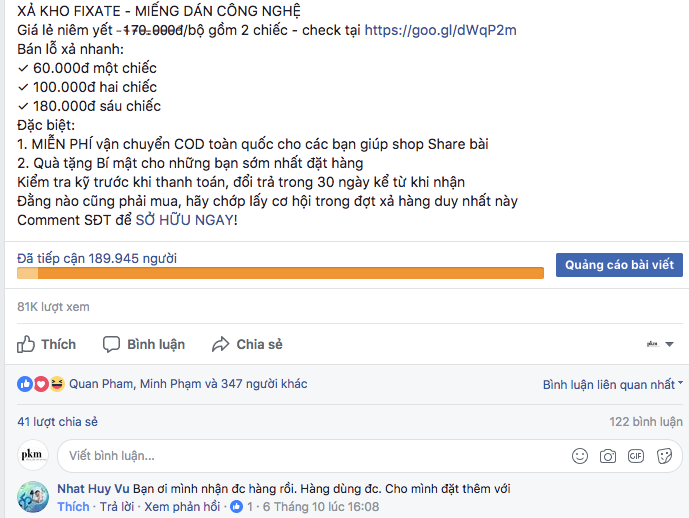 XẢ KHO FIXATE - MIẾNG DÁN CÔNG NGHỆ
Giá lẻ niêm yết -170.000đ/bộ gồm 2 chiếc - check tại https://goo.gl/dWqP2m
Bán lỗ xả nhanh:
✓ 60.000đ một chiếc
✓ 100.000đ hai chiếc
✓ 180.000đ sáu chiếc
Đặc biệt:
1. MIỄN PHÍ vận chuyển COD toàn quốc cho các bạn giúp shop Share bài
2. Quà tặng Bí mật cho những bạn sớm nhất đặt hàng
Kiểm tra kỹ trước khi thanh toán, đổi trả trong 30 ngày kể từ khi nhận
Đằng nào cũng phải mua, hãy chớp lấy cơ hội trong đợt xả hàng duy nhất này
Comment SĐT để SỞ HỮU NGAY!
Đã tiếp cận 189.945 người
Quảng cáo bài viết
81K lượt xem
Thích Bình luận Chia sẻ pkm
Quan Pham, Minh Phạm và 347 người khác Bình luận liên quan nhất
41 lượt chia sẻ 122 bình luận
pkm Viết bình luận... GIF
Nhat Huy Vu Bạn ơi mình nhận đc hàng rồi. Hàng dùng đc. Cho mình đặt thêm với
Thích · Trả lời · Xem phản hồi · 1 · 6 Tháng 10 lúc 16:08